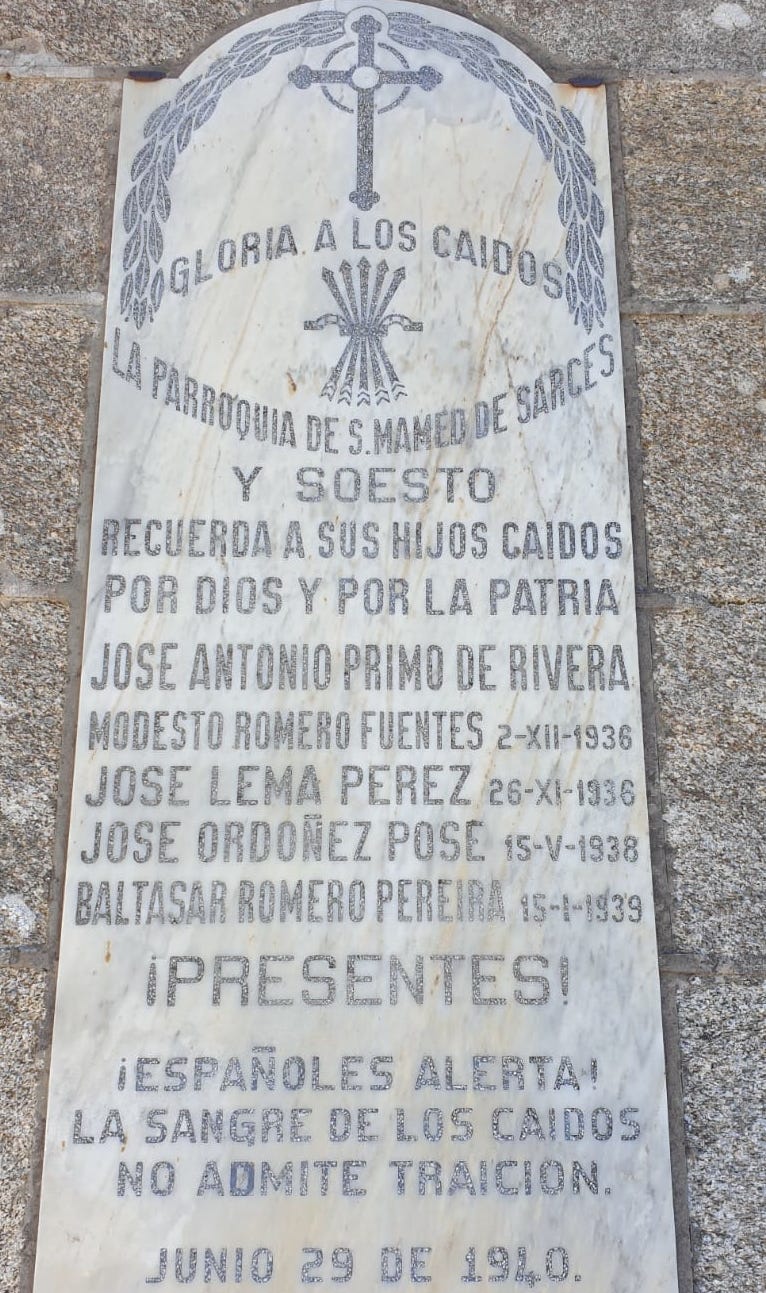 GLORIA A LOS CAIDOS
LA PARROQUIA DE S.MAMED DE SARCES
Y SOESTO
RECUERDA A SUS HIJOS CAIDOS
POR DIOS Y POR LA PATRIA
JOSE ANTONIO PRIMO DE RIVERA
MODESTO ROMERO FUENTES 2-XII-1936
JOSE LEMA PEREZ 26-XI-1936
JOSE ORDOÑEZ POSE 15-V-1938
BALTASAR ROMERO PEREIRA 15-I-1939
¡PRESENTES!
¡ESPAÑOLES ALERTA!
LA SANGRE DE LOS CAIDOS
NO ADMITE TRAICION.
JUNIO 29 DE 1940.